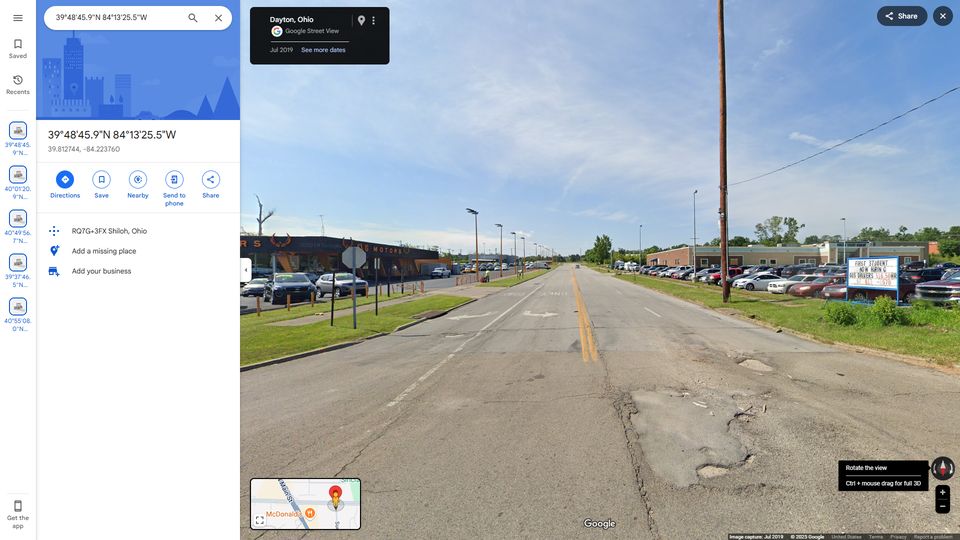 39°48'45.9"N 84°13'25.5"W
Saved
Recents
39°48'45.
9"N...
40°01'20.
9"N...
40°49'56.
7"N...
39°37'46.
5"N...
40°55'08.
0"N...
Get the
app
39°48'45.9"N 84°13'25.5"W
39.812744, -84.223760
Directions
Save
Nearby
Send to
phone
Share
RQ7G+3FX Shiloh, Ohio
Add a missing place
Add your business
Dayton, Ohio
Google Street View
Jul 2019 See more dates
Share
FIRST STUDENT
NOW HIRING
BUS DRIVERS
MOTORS
N Main St
McDonald's
Google
Rotate the view
Ctrl + mouse drag for full 3D
Image capture: Jul 2019 © 2025 Google United States Terms Privacy Report a problem